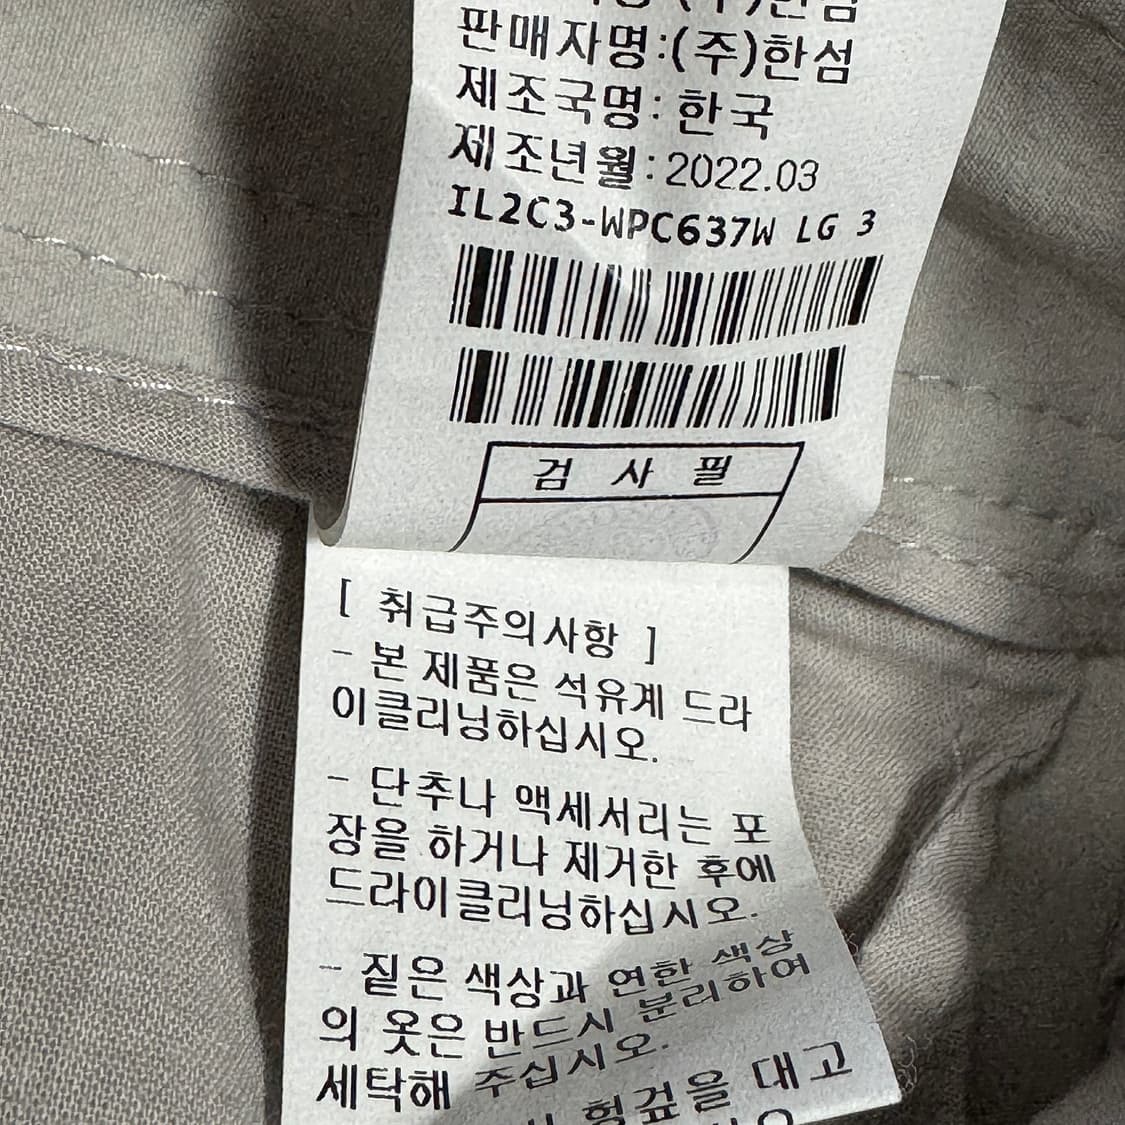 판매자명:(주)한섬
제조국명:한국
제조년월:2022.03
IL2C3-WPC637W LG 3
검 사 필
[ 취급주의사항 ]
- 본 제품은 석유계 드라
이클리닝하십시오.
- 단추나 액세서리는 포
장을 하거나 제거한 후에
드라이클리닝하십시오.
- 짙은 색상과 연한 색상
의 옷은 반드시 분리하여
세탁해 주십시오.
헝겊을 대고